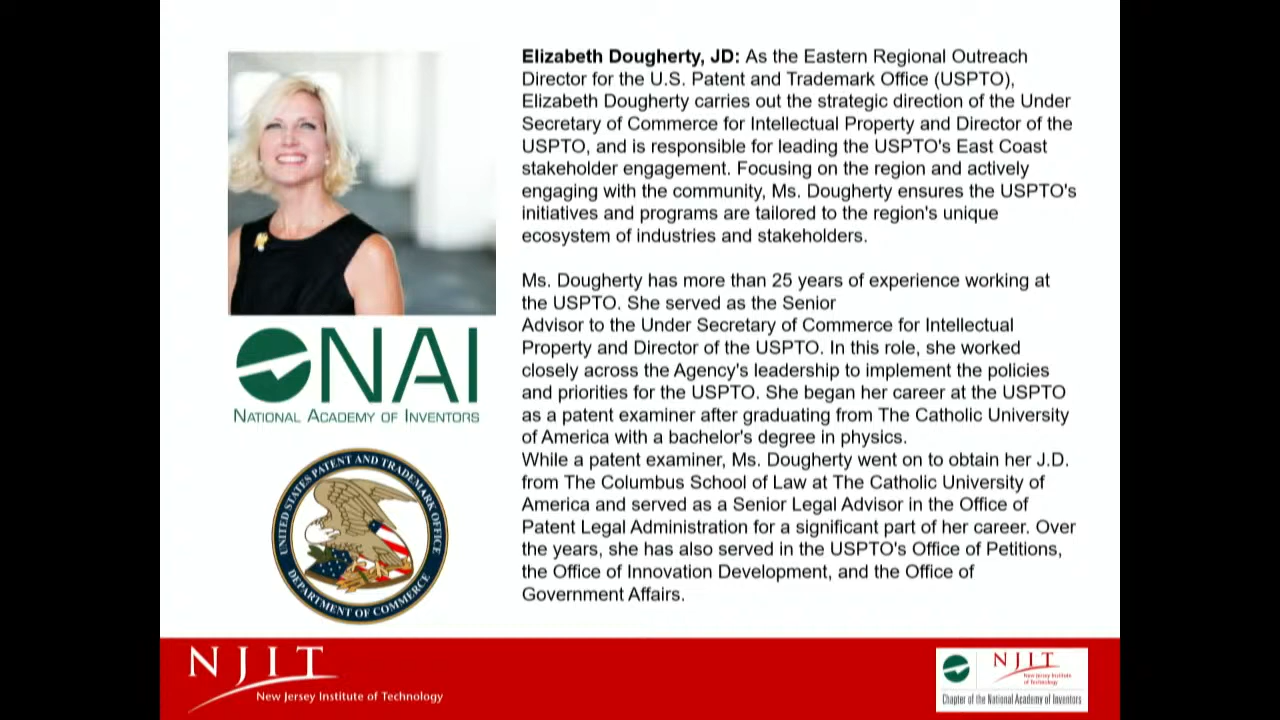 Elizabeth Dougherty, JD: As the Eastern Regional Outreach
Director for the U.S. Patent and Trademark Office (USPTO),
Elizabeth Dougherty carries out the strategic direction of the Under
Secretary of Commerce for Intellectual Property and Director of the
USPTO, and is responsible for leading the USPTO's East Coast
stakeholder engagement. Focusing on the region and actively
engaging with the community, Ms. Dougherty ensures the USPTO's
initiatives and programs are tailored to the region's unique
ecosystem of industries and stakeholders.
Ms. Dougherty has more than 25 years of experience working at
the USPTO. She served as the Senior
Advisor to the Under Secretary of Commerce for Intellectual
Property and Director of the USPTO. In this role, she worked
closely across the Agency's leadership to implement the policies
and priorities for the USPTO. She began her career at the USPTO
as a patent examiner after graduating from The Catholic University
of America with a bachelor's degree in physics.
While a patent examiner, Ms. Dougherty went on to obtain her J.D.
from The Columbus School of Law at The Catholic University of
America and served as a Senior Legal Advisor in the Office of
Patent Legal Administration for a significant part of her career. Over
the years, she has also served in the USPTO's Office of Petitions,
the Office of Innovation Development, and the Office of
Government Affairs.
NAI
NATIONAL ACADEMY OF INVENTORS
UNITED STATES PATENT AND TRADEMARK OFFICE
DEPARTMENT OF COMMERCE
NJIT
New Jersey Institute of Technology
NJIT
New Jersey Institute
of Technology
Chapter of the National Academy of Inventors